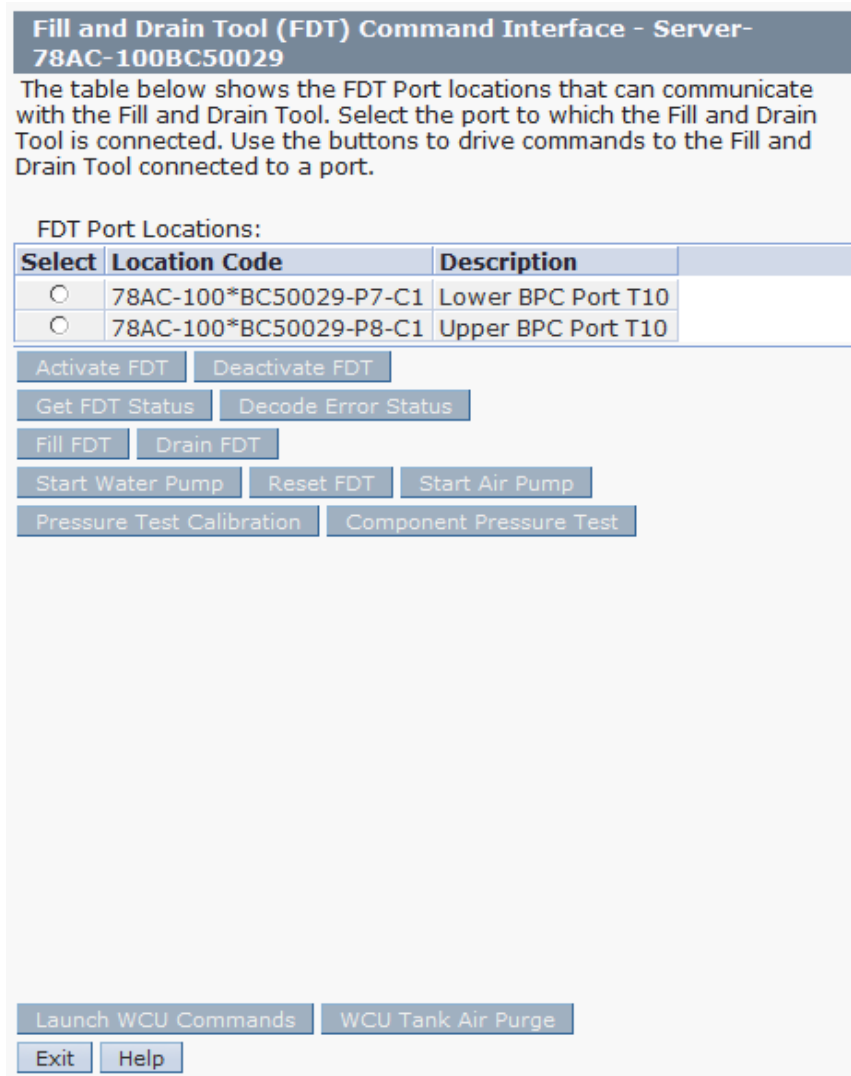 Fill and Drain Tool (FDT) Command Interface - Server-
78AC-100BC50029
The table below shows the FDT Port locations that can communicate
with the Fill and Drain Tool. Select the port to which the Fill and Drain
Tool is connected. Use the buttons to drive commands to the Fill and
Drain Tool connected to a port.
FDT Port Locations:
Select Location Code Description
78AC-100*BC50029-P7-C1 Lower BPC Port T10
78AC-100*BC50029-P8-C1 Upper BPC Port T10
Activate FDT Deactivate FDT
Get FDT Status Decode Error Status
Fill FDT Drain FDT
Start Water Pump Reset FDT Start Air Pump
Pressure Test Calibration Component Pressure Test
Launch WCU Commands WCU Tank Air Purge
Exit Help